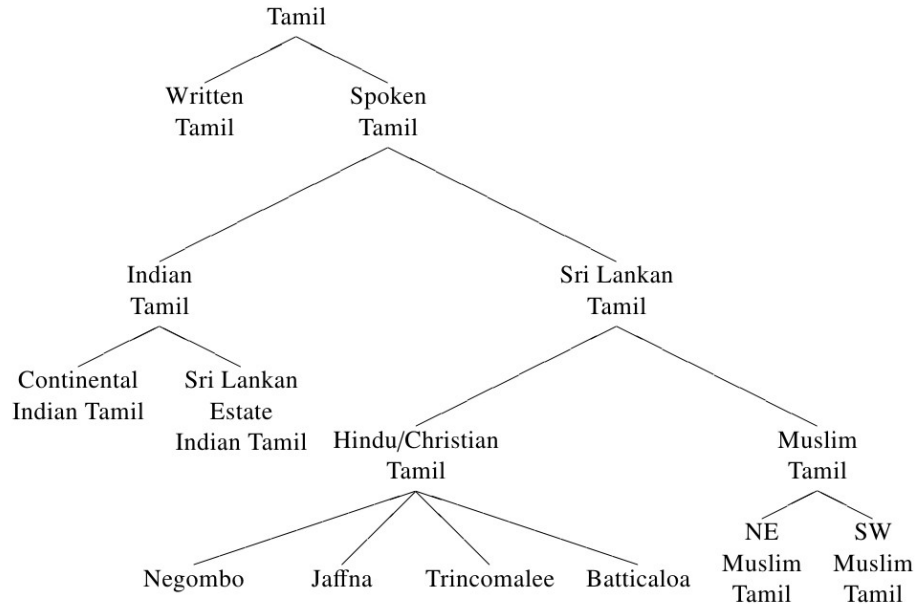 Tamil
Written
Tamil
Spoken
Tamil
Indian
Tamil
Sri Lankan
Tamil
Continental
Indian Tamil
Sri Lankan
Estate
Indian Tamil
Hindu/Christian
Tamil
Muslim
Tamil
Negombo
Jaffna
Trincomalee
Batticaloa
NE
Muslim
Tamil
SW
Muslim
Tamil